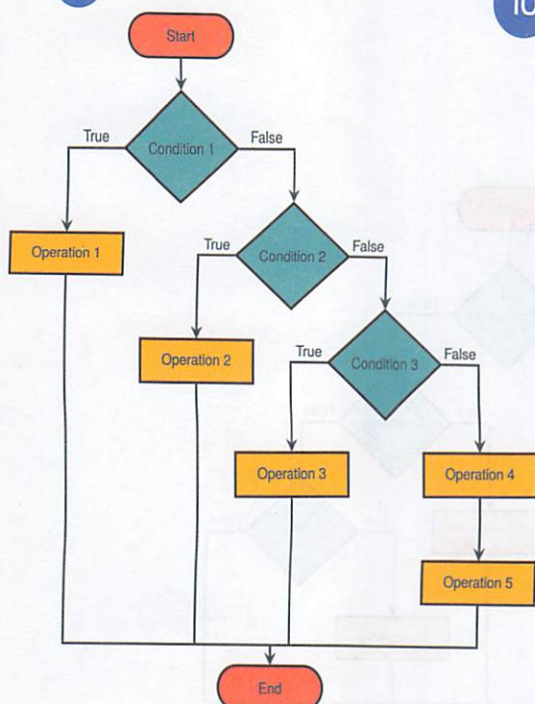 10
Start
True
False
Condition 1
Operation 1
True
False
Condition 2
Operation 2
True
False
Condition 3
Operation 3
Operation 4
Operation 5
End